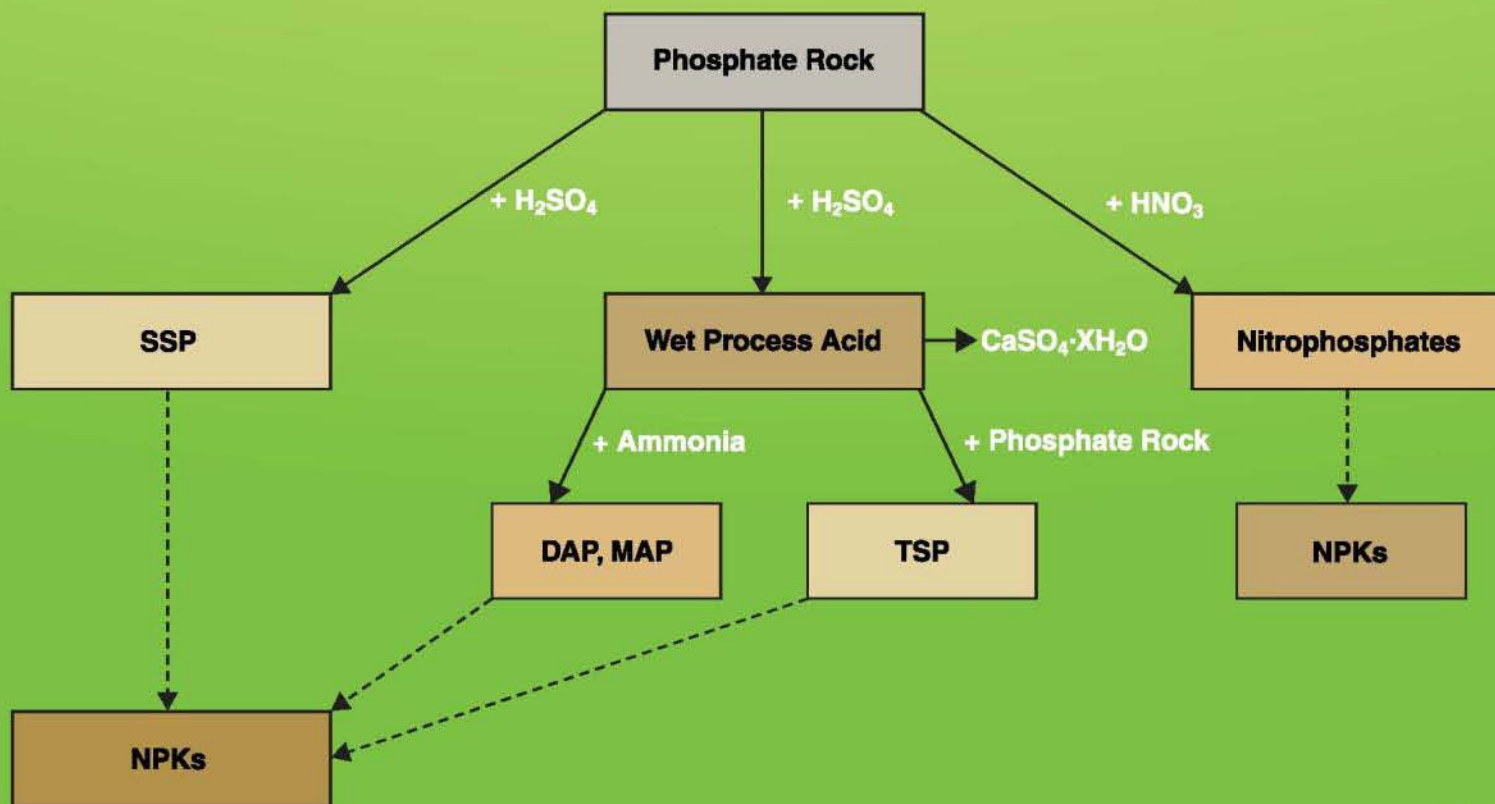 Phosphate Rock
+ H₂SO₄
+ H₂SO₄
+ HNO₃
SSP
Wet Process Acid
CaSO₄·XH₂O
Nitrophosphates
+ Ammonia
+ Phosphate Rock
DAP, MAP
TSP
NPKs
NPKs